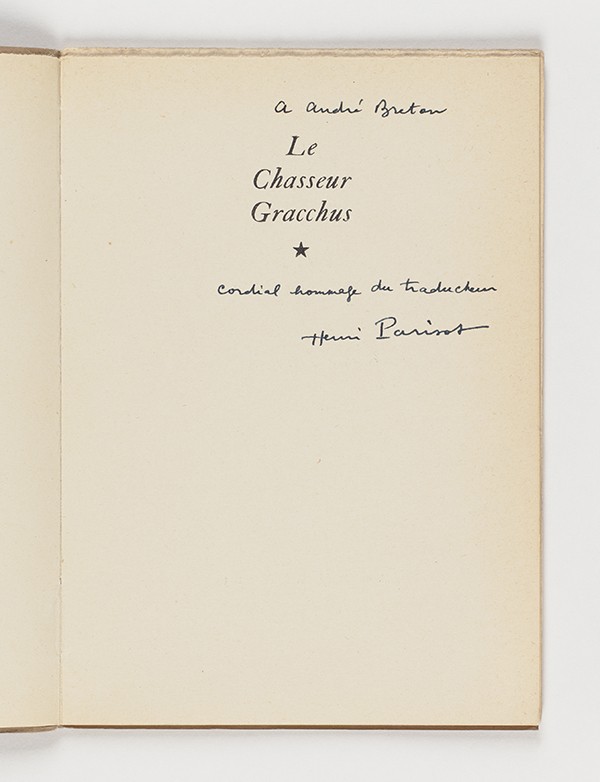 A André Breton
Le
Chasseur
Gracchus
★
cordial hommage du traducteur
Henri Parisot